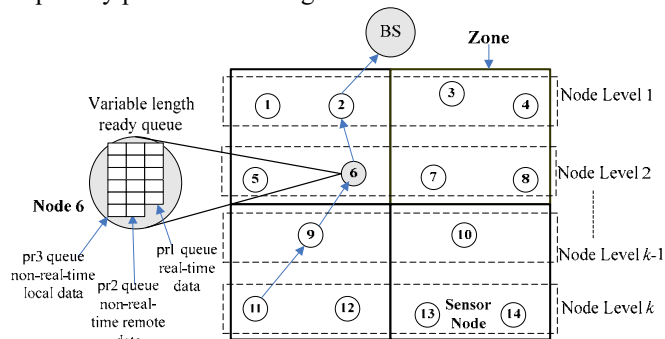 BS
Zone
Variable length
ready queue
1
2
3
4
Node Level 1
5
6
7
8
Node Level 2
Node 6
9
10
Node Level k-1
pr3 queue
non-real-time
local data
pr2 queue
non-real-
time remote
pr1 queue
real-time
data
11
12
13
Sensor
Node
14
Node Level k